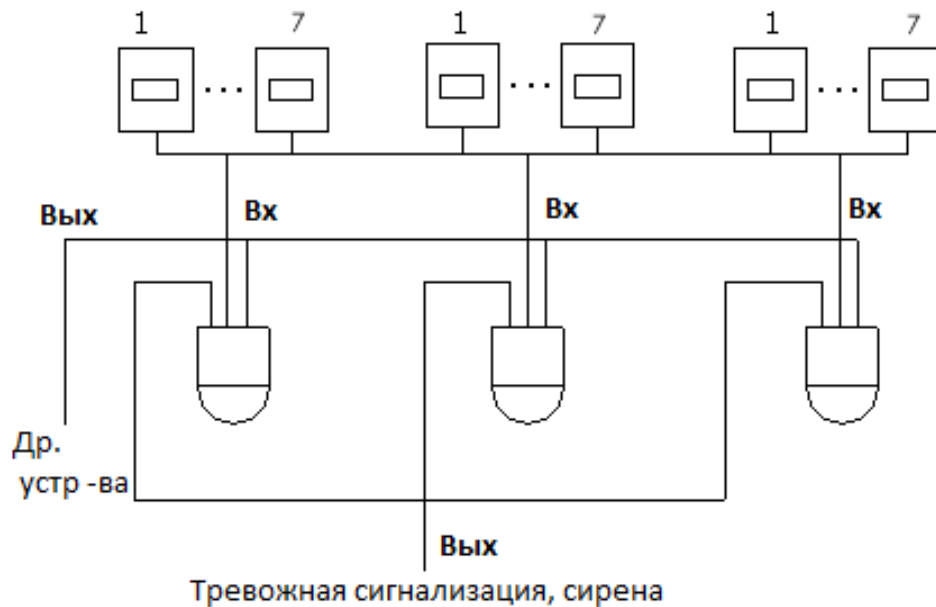 1 ... 7 1 ... 7 1 ... 7
Вых Вх Вх Вх
Др.
устр -ва
Вых
Тревожная сигнализация, сирена